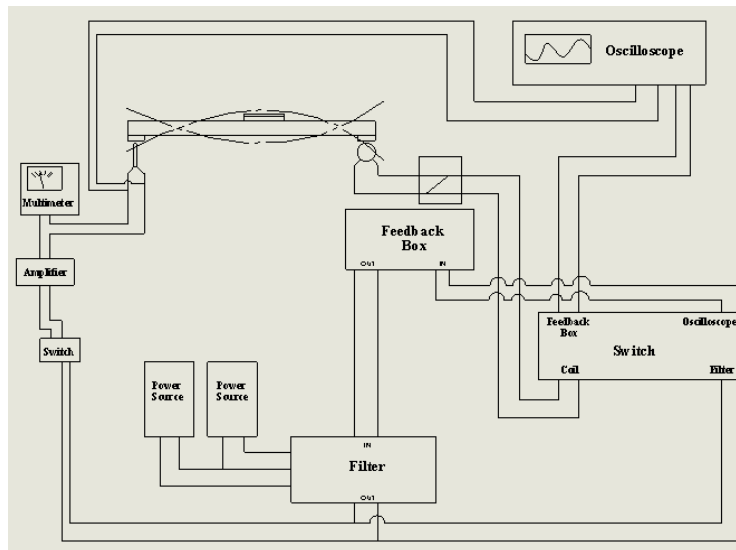 Oscilloscope
Multimeter
Feedback
Box
OUT
IN
Amplifier
Feedback
Box
Oscilloscope
Switch
Switch
Coil
Filter
Power
Source
Power
Source
IN
Filter
OUT